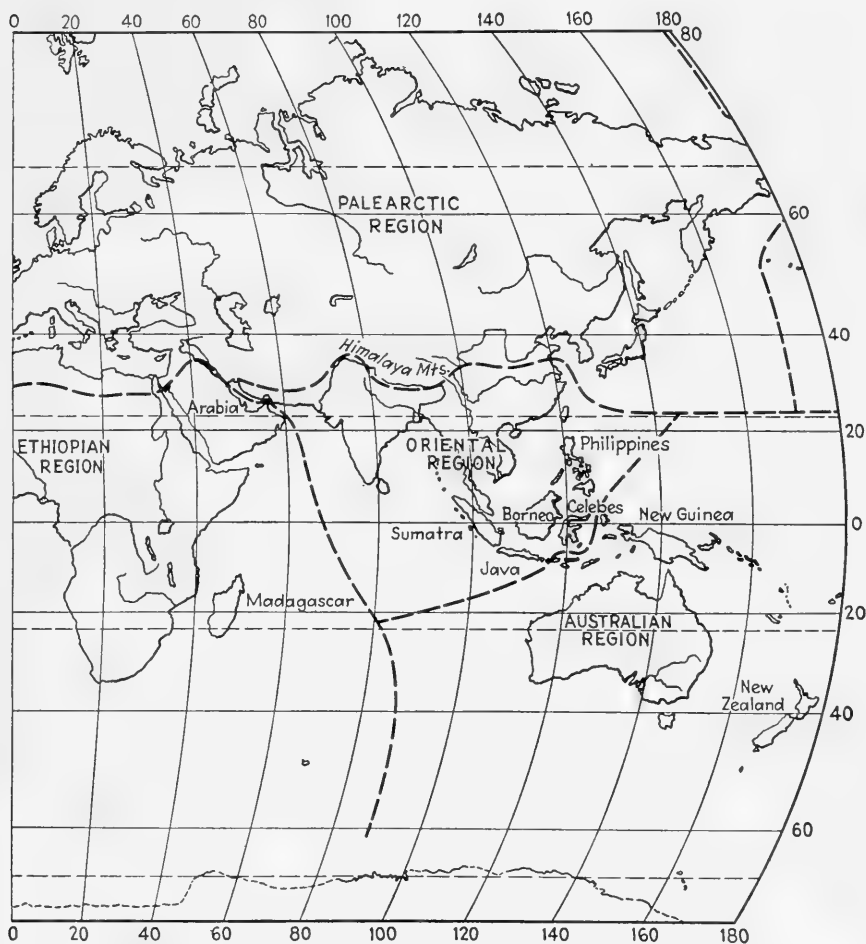 0 20 40 60 80 100 120 140 160 180
80
PALEARCTIC
REGION
60
40
Himalaya Mts.
Arabia
20
ETHIOPIAN
REGION
ORIENTAL
REGION
Philippines
Borneo
Celebes
New Guinea
0
Sumatra
Java
Madagascar
20
AUSTRALIAN
REGION
New
Zealand
40
60
0 20 40 60 80 100 120 140 160 180